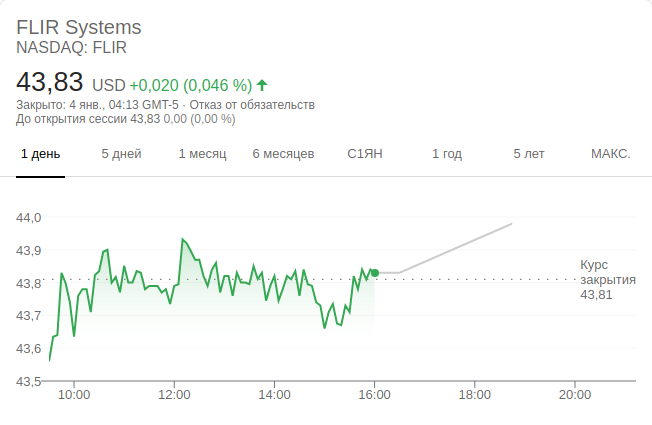 FLIR Systems
NASDAQ: FLIR
43,83 USD +0,020 (0,046 %)
Закрыто: 4 янв., 04:13 GMT-5 · Отказ от обязательств
До открытия сессии 43,83 0,00 (0,00 %)
1 день 5 дней 1 месяц 6 месяцев С1ЯН 1 год 5 лет МАКС.
44,0
43,9
Курс
закрытия
43,8
43,81
43,7
43,6
43,5
10:00 12:00 14:00 16:00 18:00 20:00